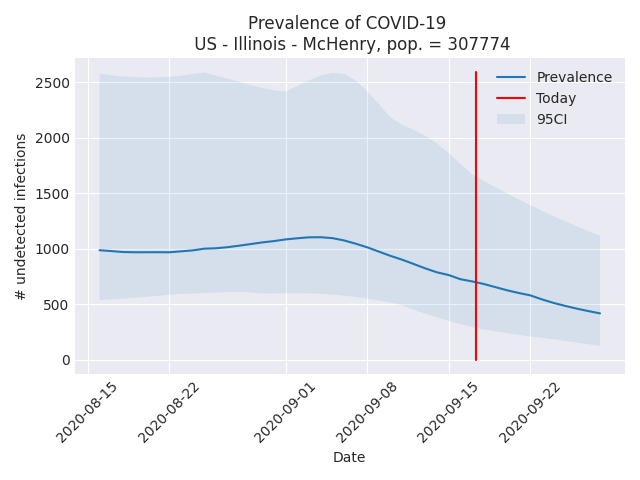 Prevalence of COVID-19
US - Illinois - McHenry, pop. = 307774
Prevalence
Today
95CI
# undetected infections
2500
2000
1500
1000
500
0
2020-08-15
2020-08-22
2020-09-01
2020-09-08
2020-09-15
2020-09-22
Date